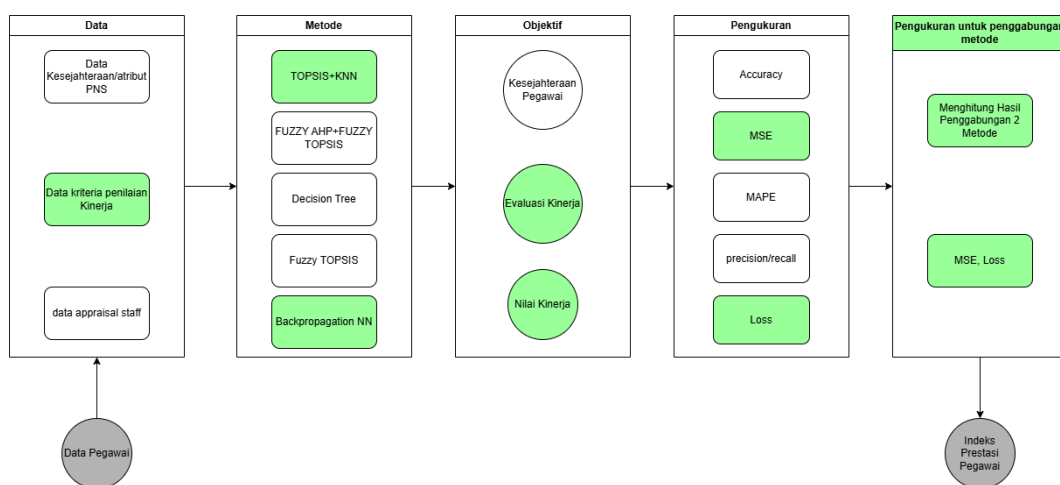 Data
Data
Kesejahteraan/atribut
PNS
Data kriteria penilaian
Kinerja
data appraisal staff
Data Pegawai
Metode
TOPSIS+KNN
FUZZY AHP+FUZZY
TOPSIS
Decision Tree
Fuzzy TOPSIS
Backpropagation NN
Objektif
Kesejahteraan
Pegawai
Evaluasi Kinerja
Nilai Kinerja
Pengukuran
Accuracy
MSE
MAPE
precision/recall
Loss
Pengukuran untuk penggabungan
metode
Menghitung Hasil
Penggabungan 2
Metode
MSE, Loss
Indeks
Prestasi
Pegawai